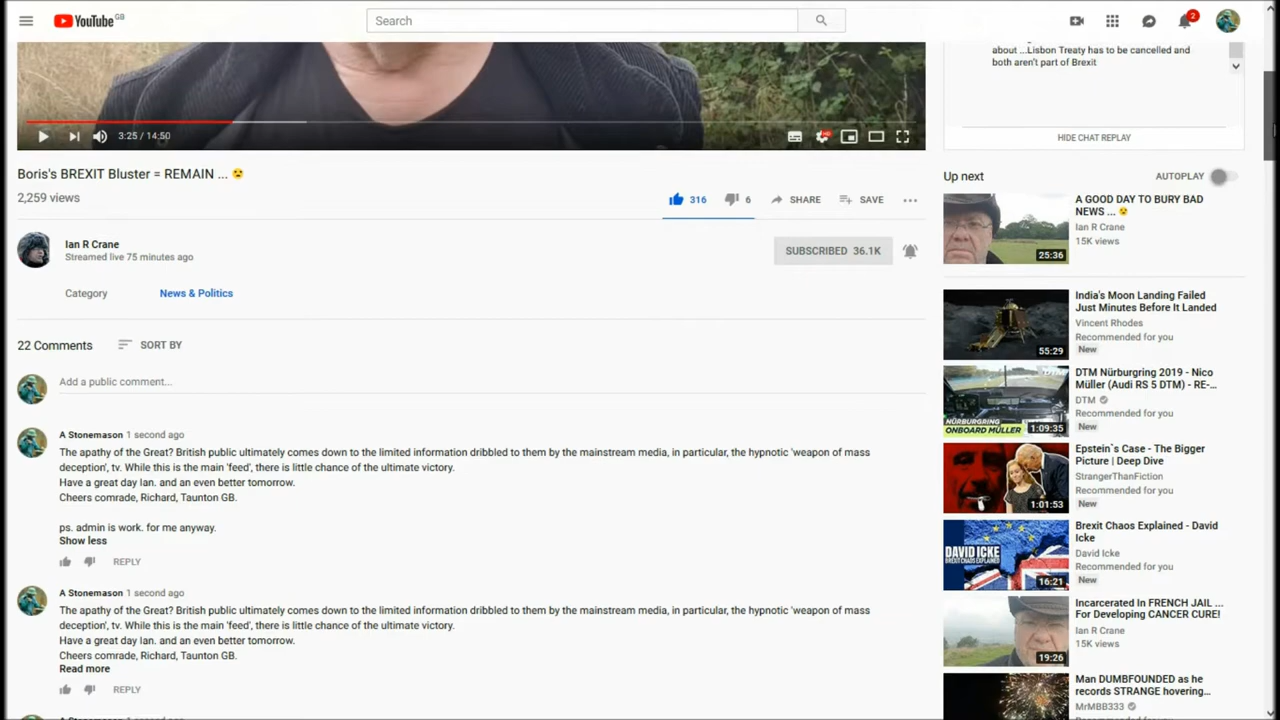 YouTube GB
Search
2
about ...Lisbon Treaty has to be cancelled and
both aren't part of Brexit
3:25 / 14:50
HIDE CHAT REPLAY
Boris's BREXIT Bluster = REMAIN ...
2,259 views
316
6
SHARE
SAVE
Ian R Crane
Streamed live 75 minutes ago
SUBSCRIBED 36.1K
Category
News & Politics
22 Comments
SORT BY
Add a public comment...
A Stonemason 1 second ago
The apathy of the Great? British public ultimately comes down to the limited information dribbled to them by the mainstream media, in particular, the hypnotic 'weapon of mass
deception', tv. While this is the main 'feed', there is little chance of the ultimate victory.
Have a great day Ian. and an even better tomorrow.
Cheers comrade, Richard, Taunton GB.
ps. admin is work. for me anyway.
Show less
REPLY
A Stonemason 1 second ago
The apathy of the Great? British public ultimately comes down to the limited information dribbled to them by the mainstream media, in particular, the hypnotic 'weapon of mass
deception', tv. While this is the main 'feed', there is little chance of the ultimate victory.
Have a great day Ian. and an even better tomorrow.
Cheers comrade, Richard, Taunton GB.
Read more
REPLY
Up next
AUTOPLAY
A GOOD DAY TO BURY BAD
NEWS ...
Ian R Crane
15K views
25:36
India's Moon Landing Failed
Just Minutes Before It Landed
Vincent Rhodes
Recommended for you
New
55:29
DTM Nürburgring 2019 - Nico
Müller (Audi RS 5 DTM) - RE-...
DTM
Recommended for you
New
NÜRBURGRING
ONBOARD MÜLLER
1:09:35
Epstein`s Case - The Bigger
Picture | Deep Dive
StrangerThanFiction
Recommended for you
New
1:01:53
Brexit Chaos Explained - David
Icke
David Icke
Recommended for you
New
DAVID ICKE
BREXIT CHAOS EXPLAINED
16:21
Incarcerated In FRENCH JAIL ...
For Developing CANCER CURE!
Ian R Crane
15K views
19:26
Man DUMBFOUNDED as he
records STRANGE hovering...
MrMBB333